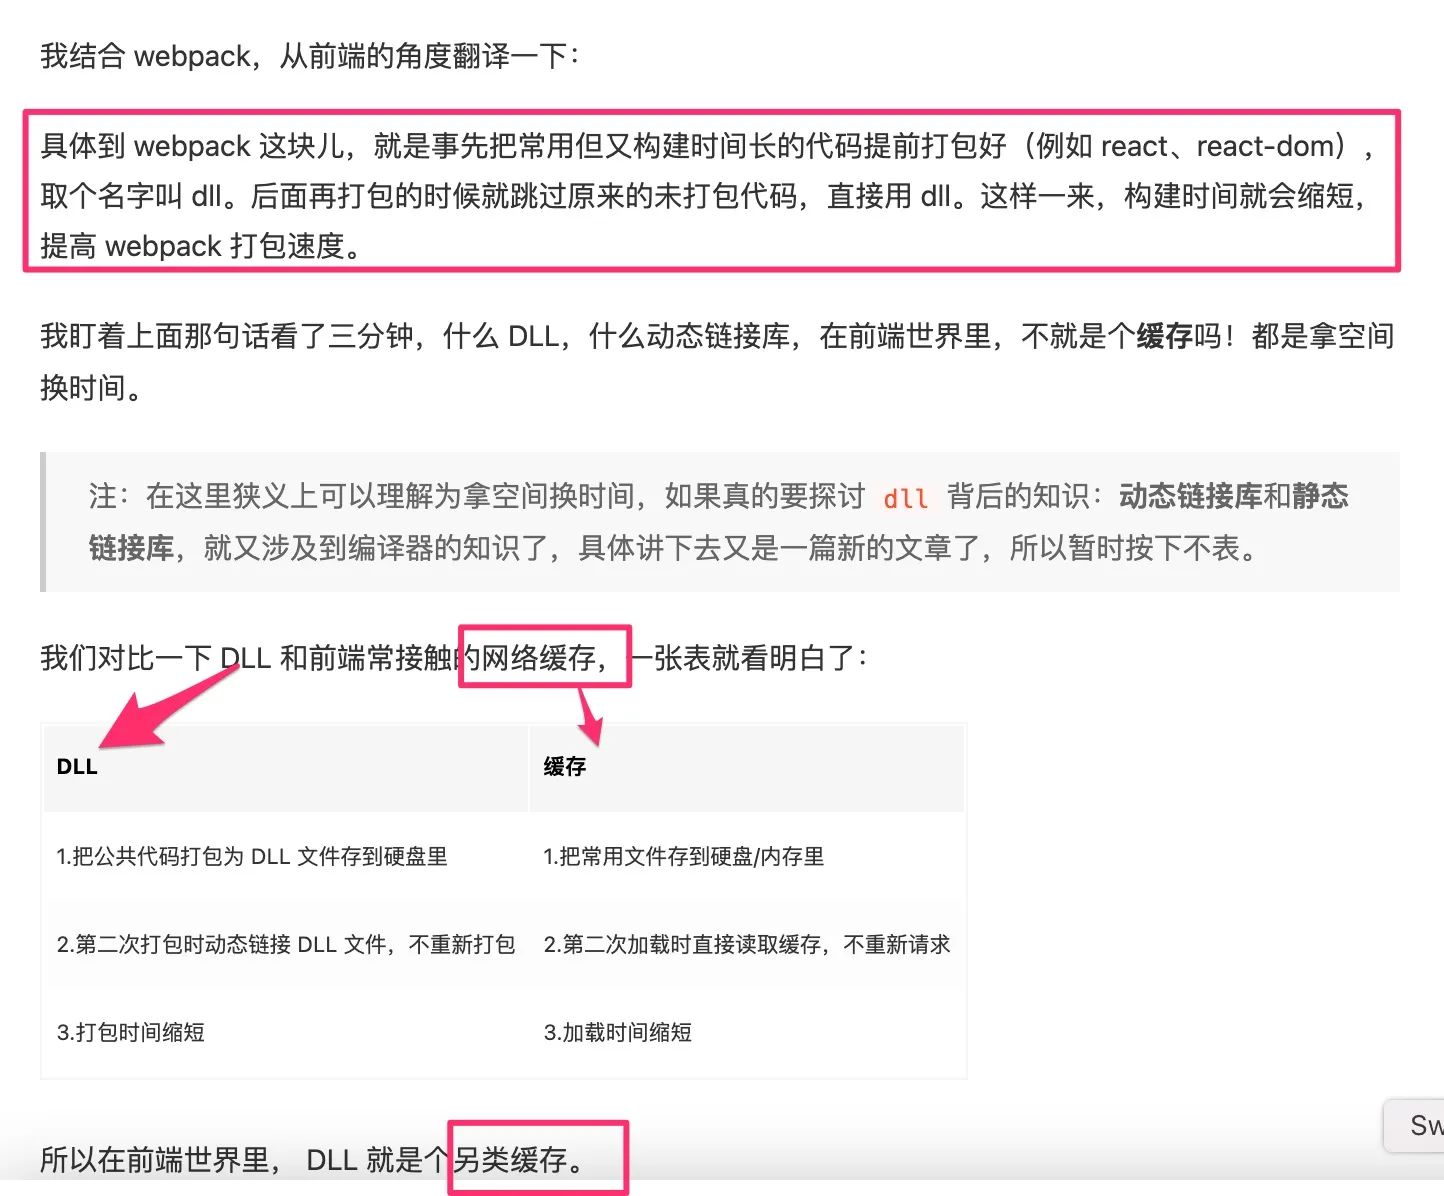 我结合 webpack，从前端的角度翻译一下：
具体到 webpack 这块儿，就是事先把常用但又构建时间长的代码提前打包好（例如 react、react-dom），
取个名字叫 dll。后面再打包的时候就跳过原来的未打包代码，直接用 dll。这样一来，构建时间就会缩短，
提高 webpack 打包速度。
我盯着上面那句话看了三分钟，什么 DLL，什么动态链接库，在前端世界里，不就是个缓存吗！都是拿空间
换时间。
注：在这里狭义上可以理解为拿空间换时间，如果真的要探讨 dll 背后的知识：动态链接库和静态
链接库，就又涉及到编译器的知识了，具体讲下去又是一篇新的文章了，所以暂时按下不表。
我们对比一下 DLL 和前端常接触的网络缓存，一张表就看明白了：
DLL 缓存
1.把公共代码打包为 DLL 文件存到硬盘里 1.把常用文件存到硬盘/内存里
2.第二次打包时动态链接 DLL 文件，不重新打包 2.第二次加载时直接读取缓存，不重新请求
3.打包时间缩短 3.加载时间缩短
Sw
所以在前端世界里， DLL 就是个另类缓存。